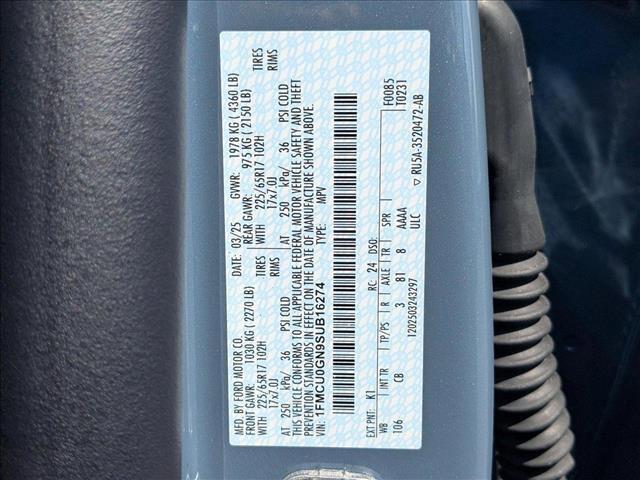 MFD. BY FORD MOTOR CO.
DATE: 03/25 GVWR: 1978 KG ( 4360 LB)
FRONT GAWR: 1030 KG ( 2270 LB) REAR GAWR: 975 KG ( 2150 LB)
WITH 225/65R17 102H TIRES WITH 225/65R17 102H TIRES
17x7.0J RIMS 17x7.0J RIMS
AT 250 kPa/ 36 PSI COLD AT 250 kPa/ 36 PSI COLD
THIS VEHICLE CONFORMS TO ALL APPLICABLE FEDERAL MOTOR VEHICLE SAFETY AND THEFT
PREVENTION STANDARDS IN EFFECT ON THE DATE OF MANUFACTURE SHOWN ABOVE.
VIN: 1FMCU0GN9SUB16274 TYPE: MPV
F0085
T0231
EXT PNT: K1 RC: 24 DSO:
WB INT TR TP/PS R AXLE TR SPR
106 CB 3 81 8 AAAA
1202503243297 ULC
▽ RU5A-3520472-AB